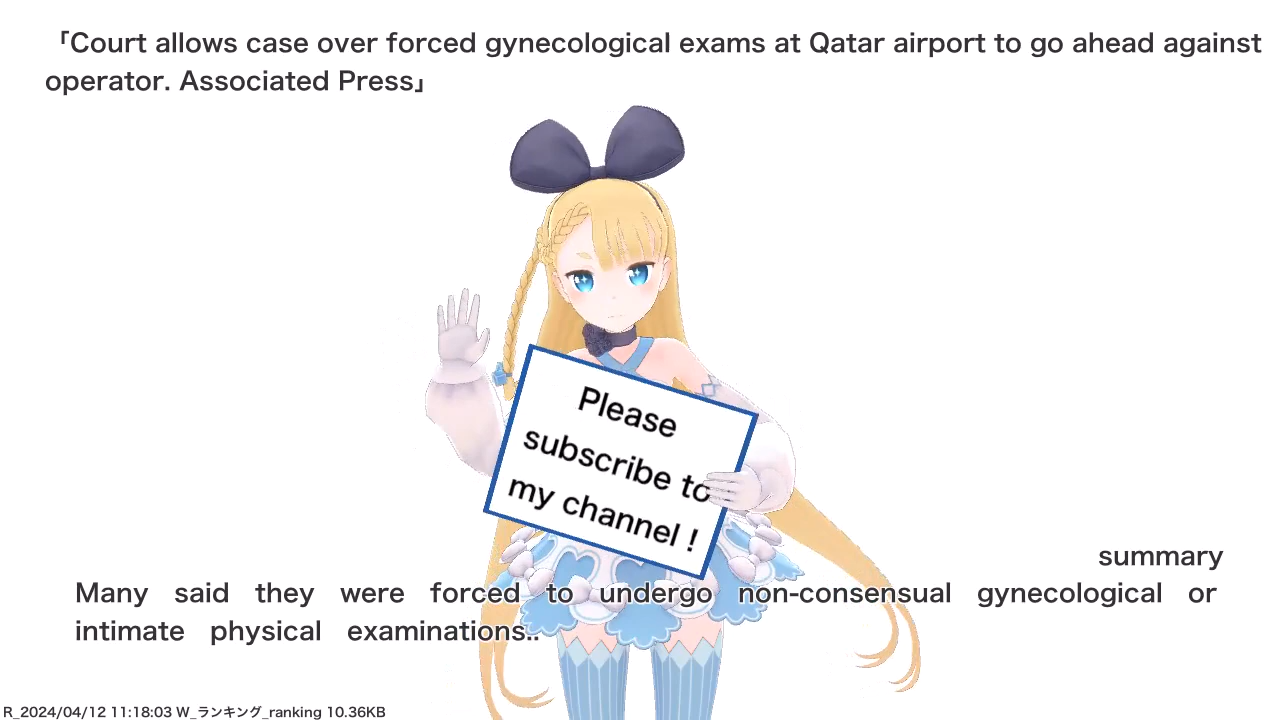 「Court allows case over forced gynecological exams at Qatar airport to go ahead against
operator. Associated Press」
Please
subscribe to
my channel !
summary
Many said they were forced to undergo non-consensual gynecological or
intimate physical examinations..
R_2024/04/12 11:18:03 W_ランキング_ranking 10.36KB